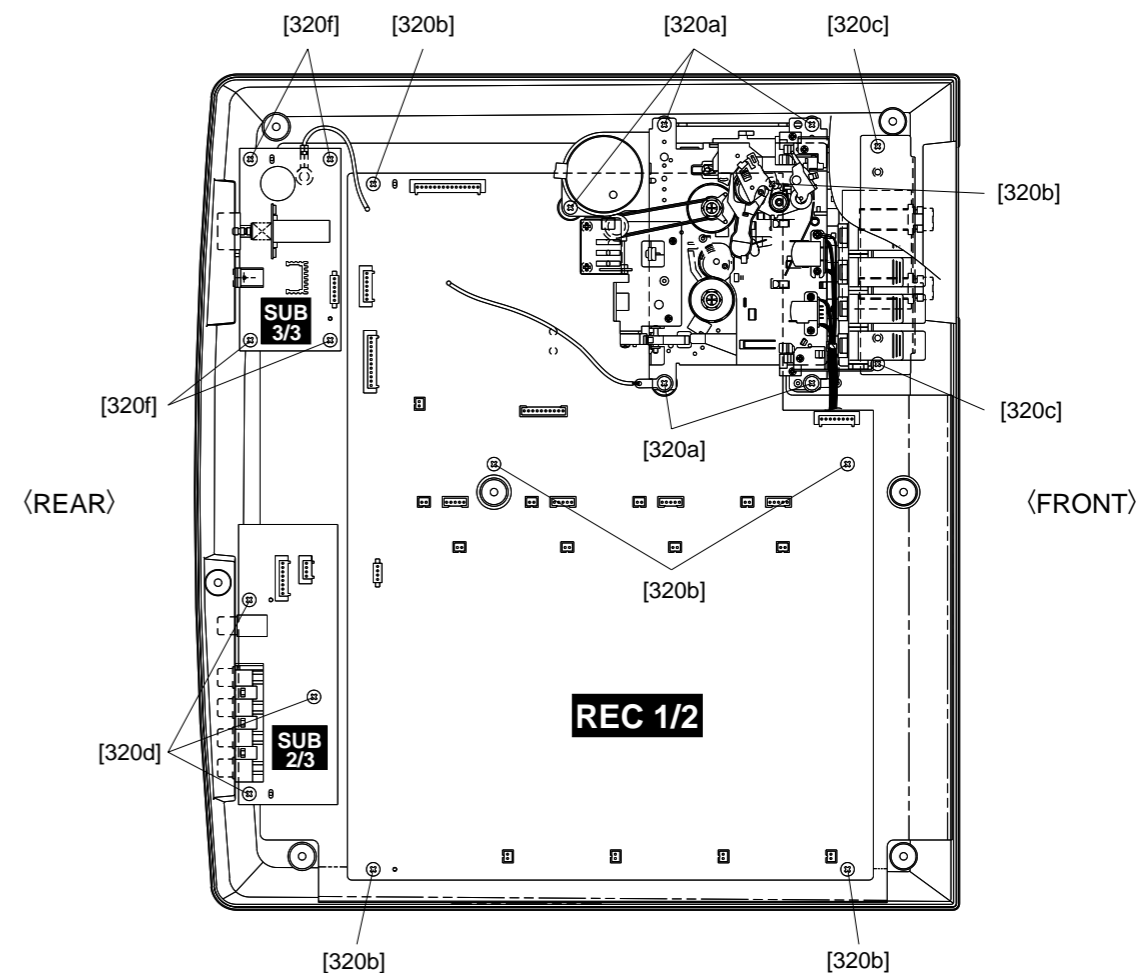 [320f] [320b] [320a] [320c]
[320b]
SUB
3/3
[320f]
[320c]
[320a]
〈REAR〉 〈FRONT〉
[320b]
REC 1/2
[320d]
SUB
2/3
[320b] [320b]